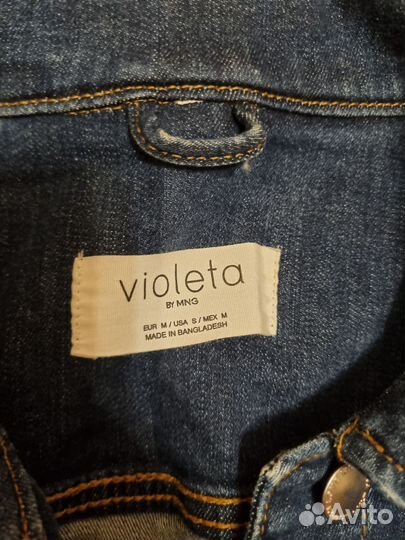 violeta
BY MNG
EUR M / USA S / MEX M
MADE IN BANGLADESH
Avito